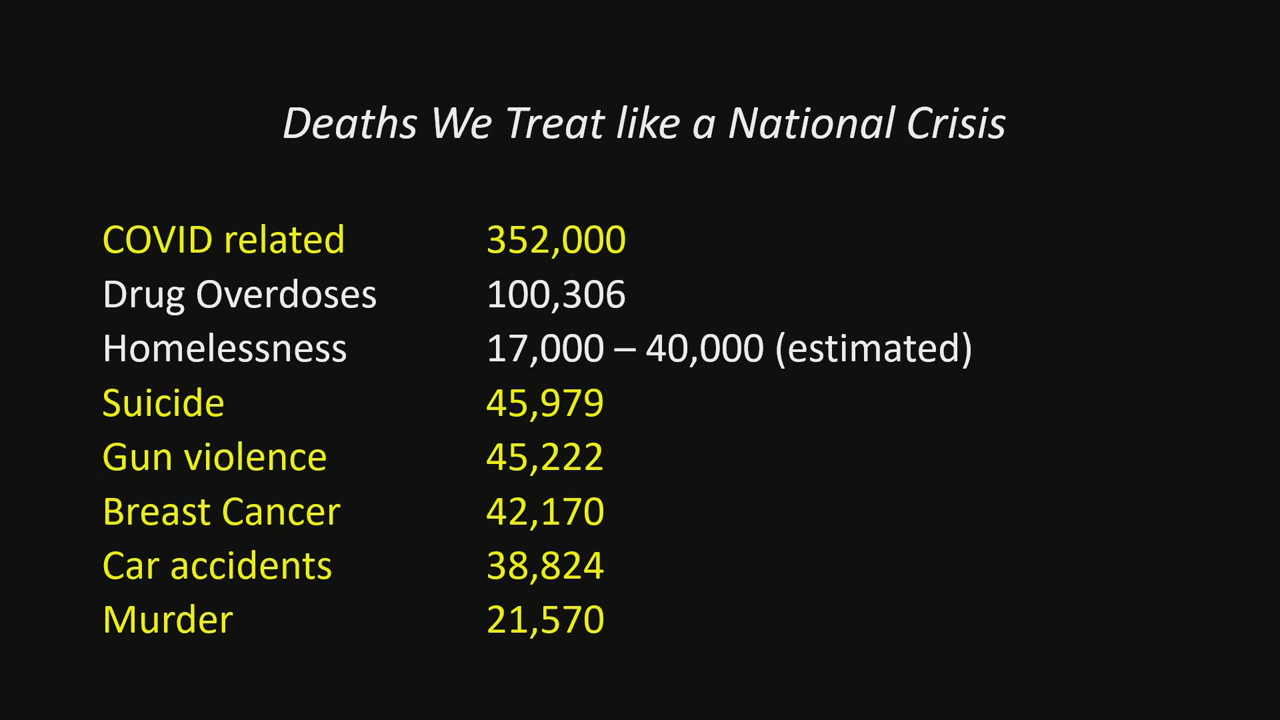 Deaths We Treat like a National Crisis
COVID related 352,000
Drug Overdoses 100,306
Homelessness 17,000 – 40,000 (estimated)
Suicide 45,979
Gun violence 45,222
Breast Cancer 42,170
Car accidents 38,824
Murder 21,570